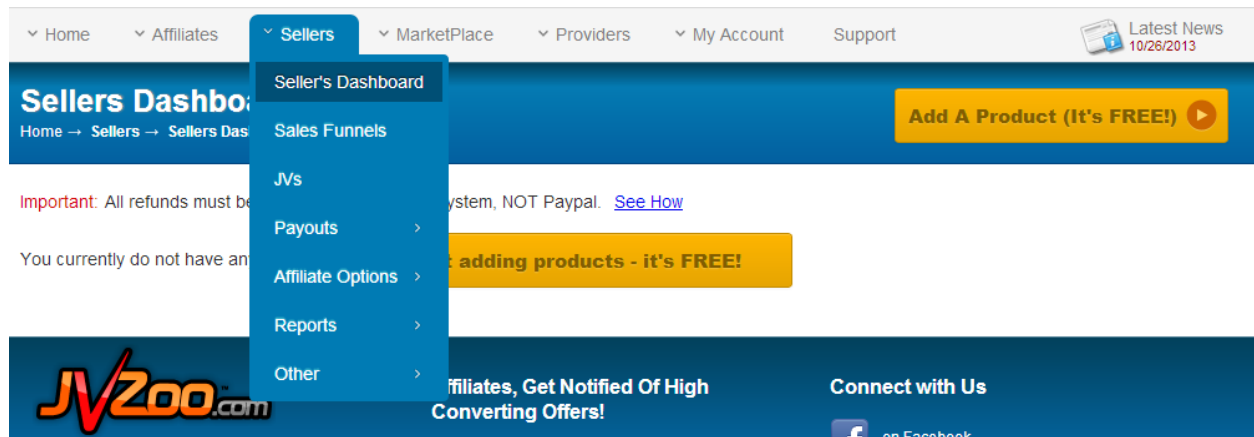 Home Affiliates Sellers MarketPlace Providers My Account Support Latest News
10/26/2013
Seller's Dashboard
Sellers Dashbo
Add A Product (It's FREE!)
Home → Sellers → Sellers Das
Sales Funnels
JVs
Important: All refunds must be ystem, NOT Paypal. See How
Payouts
You currently do not have an t adding products - it's FREE!
Affiliate Options
Reports
Other
JVZoo.com
ffiliates, Get Notified Of High
Converting Offers!
Connect with Us
on Facebook